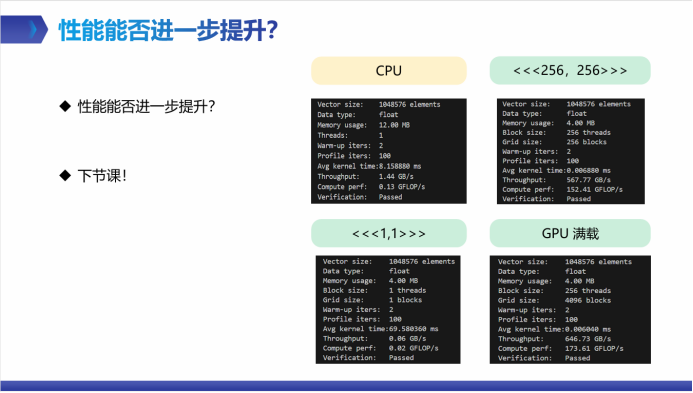 性能能否进一步提升?
◆ 性能能否进一步提升?
◆ 下节课!
CPU
Vector size: 1048576 elements
Data type: float
Memory usage: 12.00 MB
Threads: 1
Warm-up iters: 2
Profile iters: 100
Avg kernel time:8.158880 ms
Throughput: 1.44 GB/s
Compute perf: 0.13 GFLOP/s
Verification: Passed
<<<256, 256>>>
Vector size: 1048576 elements
Data type: float
Memory usage: 4.00 MB
Block size: 256 threads
Grid size: 256 blocks
Warm-up iters: 2
Profile iters: 100
Avg kernel time:0.006880 ms
Throughput: 567.77 GB/s
Compute perf: 152.41 GFLOP/s
Verification: Passed
<<<1,1>>>
Vector size: 1048576 elements
Data type: float
Memory usage: 4.00 MB
Block size: 1 threads
Grid size: 1 blocks
Warm-up iters: 2
Profile iters: 100
Avg kernel time:69.580360 ms
Throughput: 0.06 GB/s
Compute perf: 0.02 GFLOP/s
Verification: Passed
GPU 满载
Vector size: 1048576 elements
Data type: float
Memory usage: 4.00 MB
Block size: 256 threads
Grid size: 4096 blocks
Warm-up iters: 2
Profile iters: 100
Avg kernel time:0.006040 ms
Throughput: 646.73 GB/s
Compute perf: 173.61 GFLOP/s
Verification: Passed